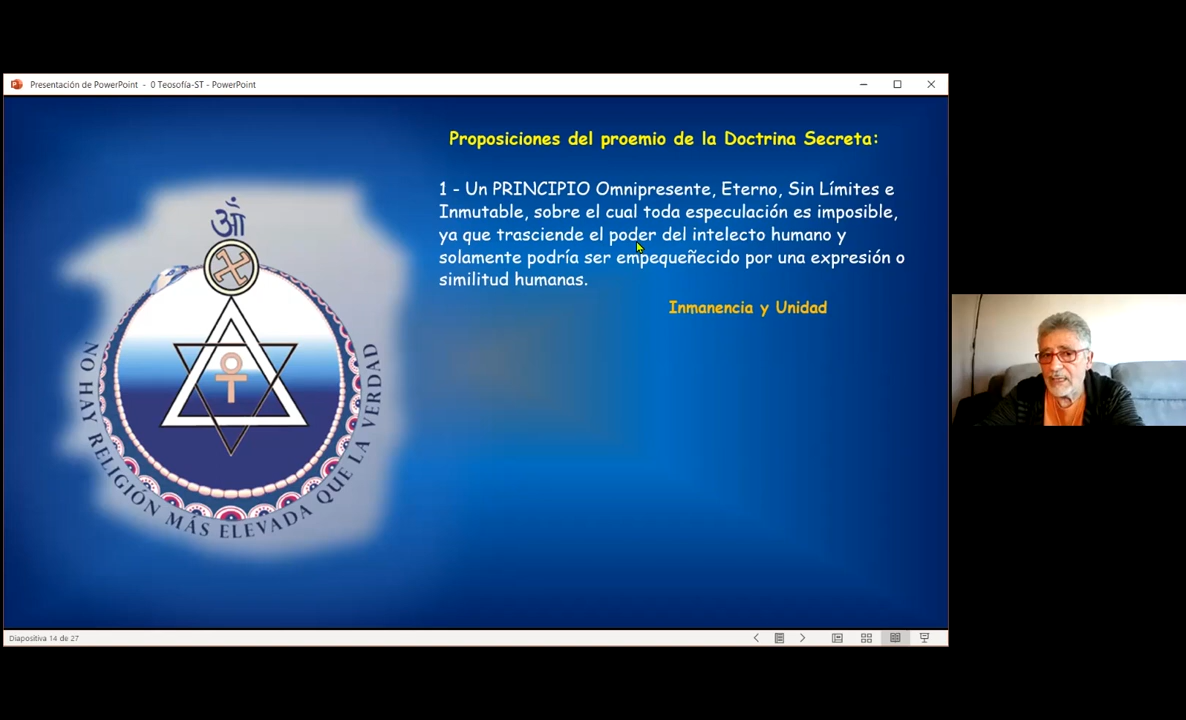 Presentación de PowerPoint - 0 Teosofía-ST - PowerPoint
Proposiciones del proemio de la Doctrina Secreta:
1 - Un PRINCIPIO Omnipresente, Eterno, Sin Límites e
Inmutable, sobre el cual toda especulación es imposible,
ya que trasciende el poder del intelecto humano y
solamente podría ser empequeñecido por una expresión o
similitud humanas.
Inmanencia y Unidad
ॐ
NO HAY RELIGIÓN MÁS ELEVADA QUE LA VERDAD
Diapositiva 14 de 27